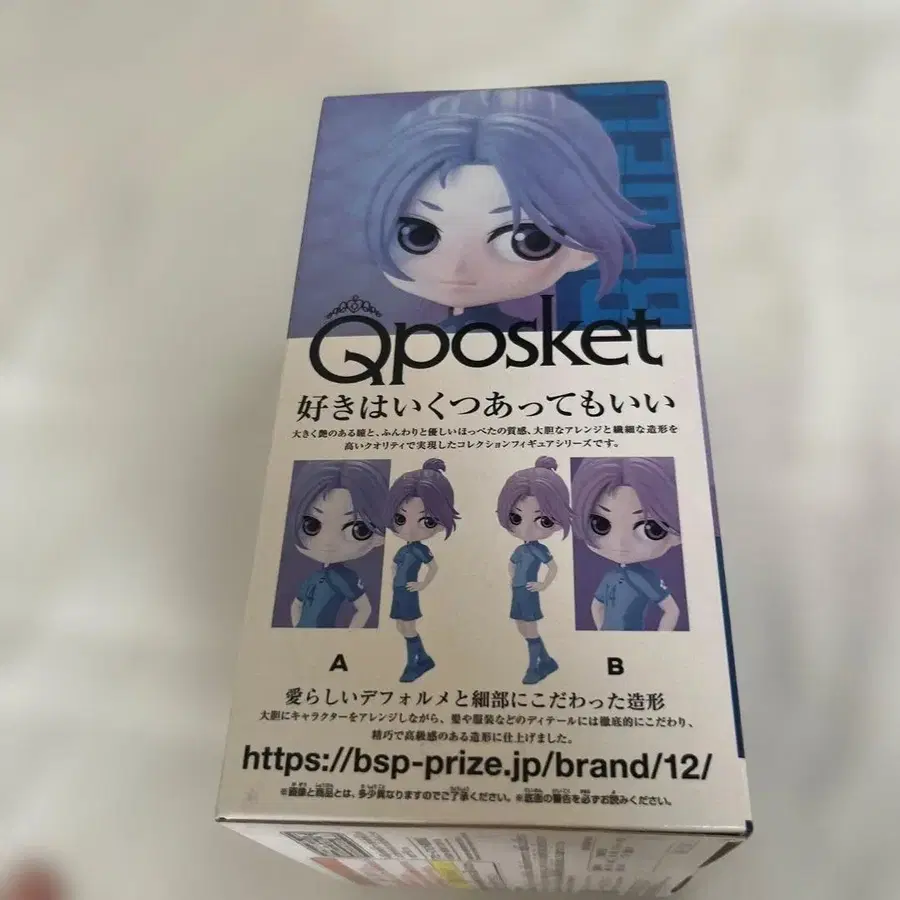 Qposket
好きはいくつあってもいい
大きく艶のある瞳と、ふんわりと優しいほっぺたの質感、大胆なアレンジと繊細な造形を
高いクオリティで実現したコレクションフィギュアシリーズです。
14
A
B
愛らしいデフォルメと細部にこだわった造形
大胆にキャラクターをアレンジしながら、髪や服装などのディテールには徹底的にこだわり、
精巧で高級感のある造形に仕上げました。
https://bsp-prize.jp/brand/12/
※画像と商品とは、多少異なりますのでご了承ください。※底面の警告を必ずお読みください。